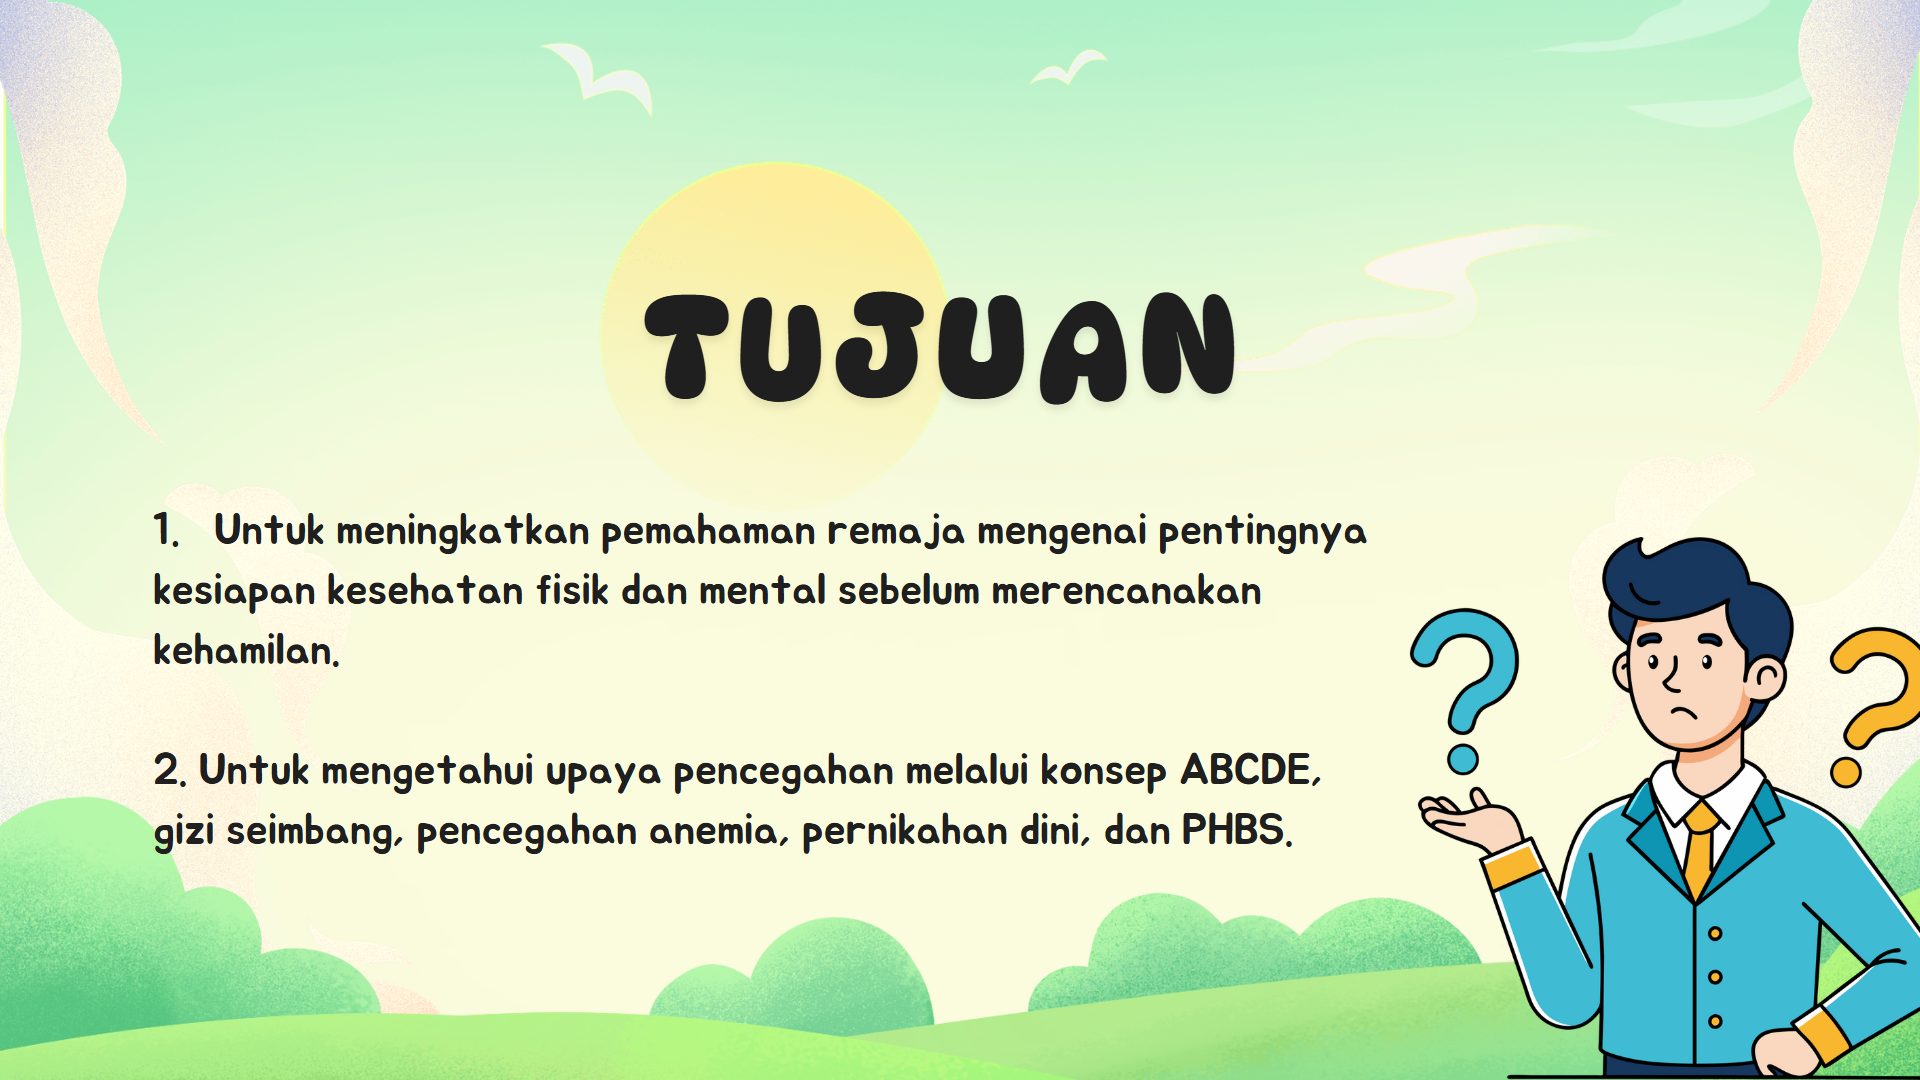 TUJUAN
1. Untuk meningkatkan pemahaman remaja mengenai pentingnya
kesiapan kesehatan fisik dan mental sebelum merencanakan
kehamilan.
2. Untuk mengetahui upaya pencegahan melalui konsep ABCDE,
gizi seimbang, pencegahan anemia, pernikahan dini, dan PHBS.